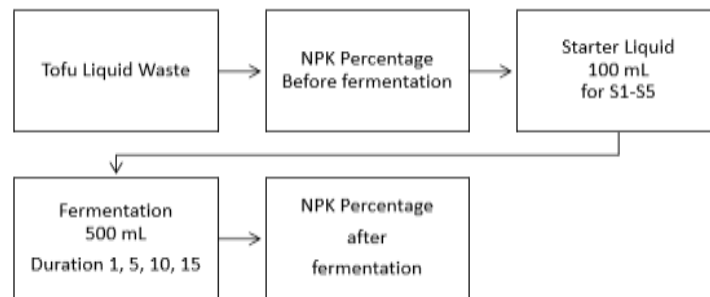 Tofu Liquid Waste
NPK Percentage
Before fermentation
Starter Liquid
100 mL
for S1-S5
Fermentation
500 mL
Duration 1, 5, 10, 15
NPK Percentage
after
fermentation